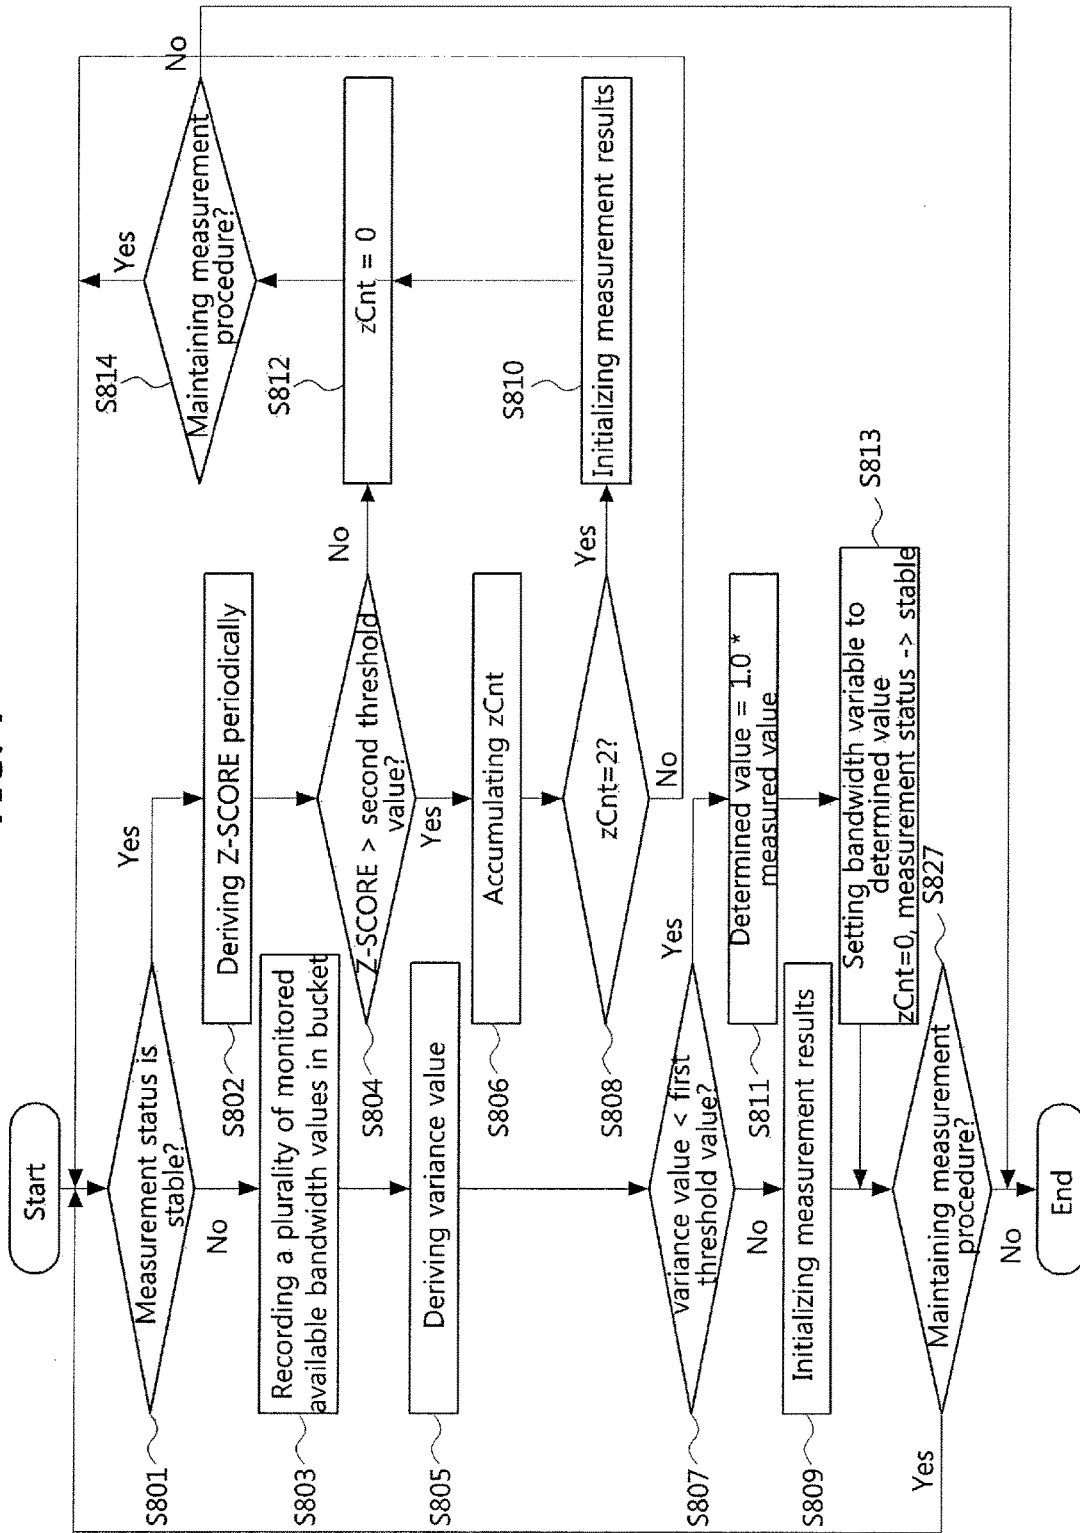 Start
Measurement status is
stable?
S801
Yes
No
Deriving Z-SCORE periodically
S802
Recording a plurality of monitored
available bandwidth values in bucket
S803
Z-SCORE > second threshold
value?
S804
No
Yes
Deriving variance value
S805
Accumulating zCnt
S806
zCnt=2?
S808
Yes
No
Maintaining measurement
procedure?
S814
Yes
No
zCnt = 0
S812
Initializing measurement results
S810
variance value < first
threshold value?
S807
Yes
No
Determined value = 1.0 *
measured value
S811
Initializing measurement results
S809
Setting bandwidth variable to
determined value
zCnt=0, measurement status -> stable
S813
Maintaining measurement
procedure?
S827
Yes
No
End